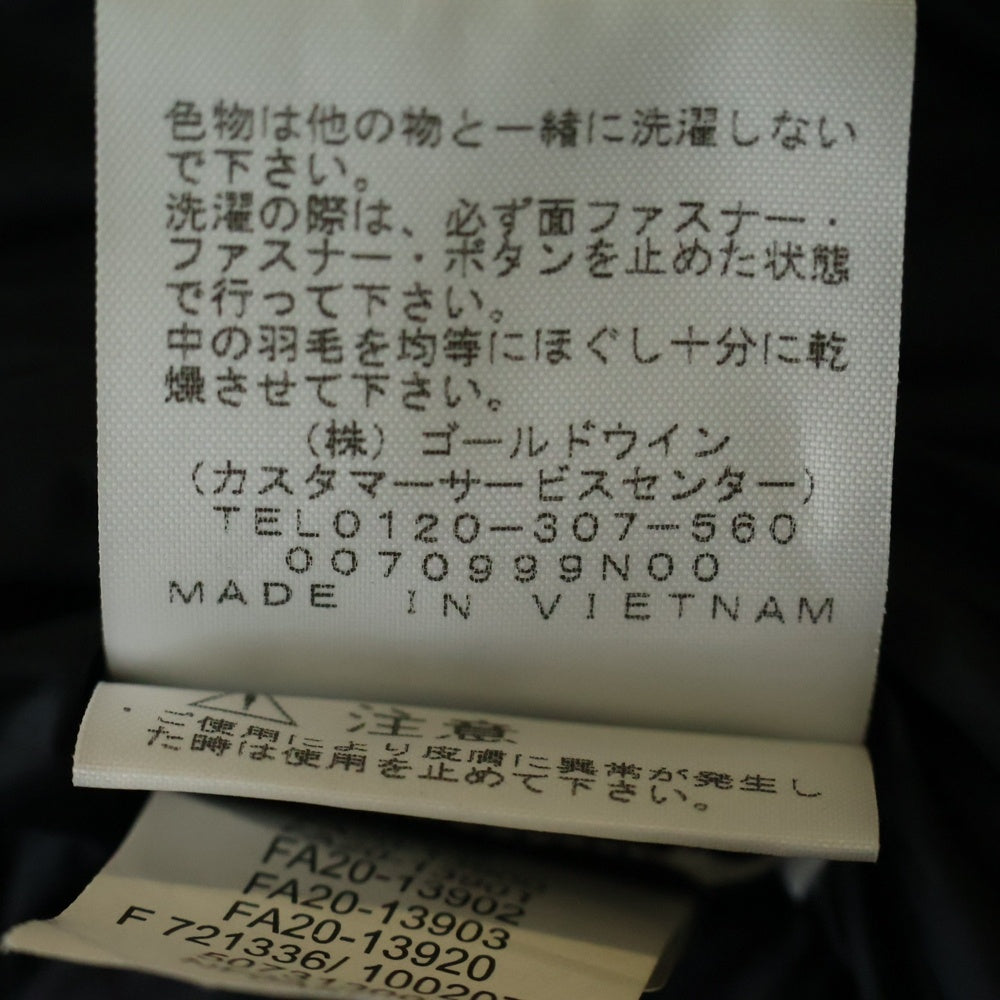 色物は他の物と一緒に洗濯しない
で下さい。
洗濯の際は、必ず面ファスナー・
ファスナー・ボタンを止めた状態
で行って下さい。
中の羽毛を均等にほぐし十分に乾
燥させて下さい。
(株)ゴールドウイン
(カスタマーサービスセンター)
TEL0120-307-560
0070999N00
MADE IN VIETNAM
注意
・ご使用により皮膚に異常が発生し
た時は使用を止めて下さい。
FA20-13902
FA20-13903
FA20-13920
F 721336/ 100207